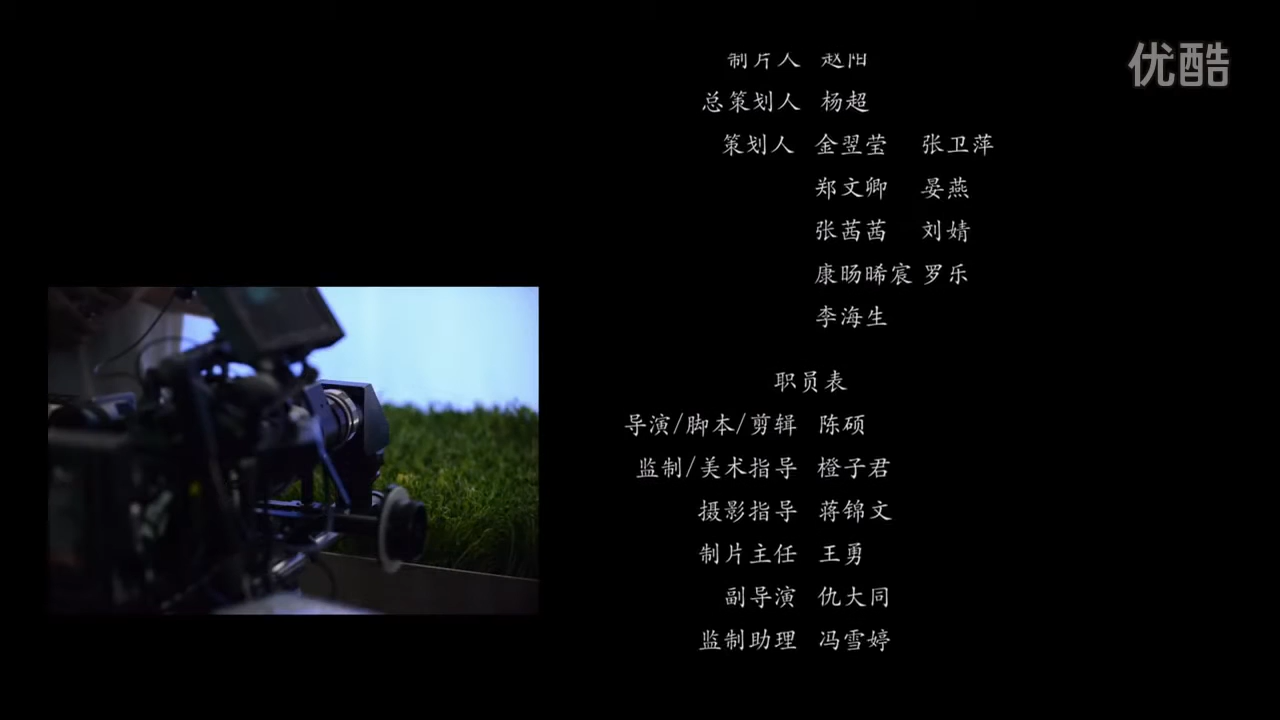 优酷
制片人 赵阳
总策划人 杨超
策划人 金翌莹 张卫萍
郑文卿 晏燕
张茜茜 刘婧
康旸晞宸 罗乐
李海生
职员表
导演/脚本/剪辑 陈硕
监制/美术指导 橙子君
摄影指导 蒋锦文
制片主任 王勇
副导演 仇大同
监制助理 冯雪婷